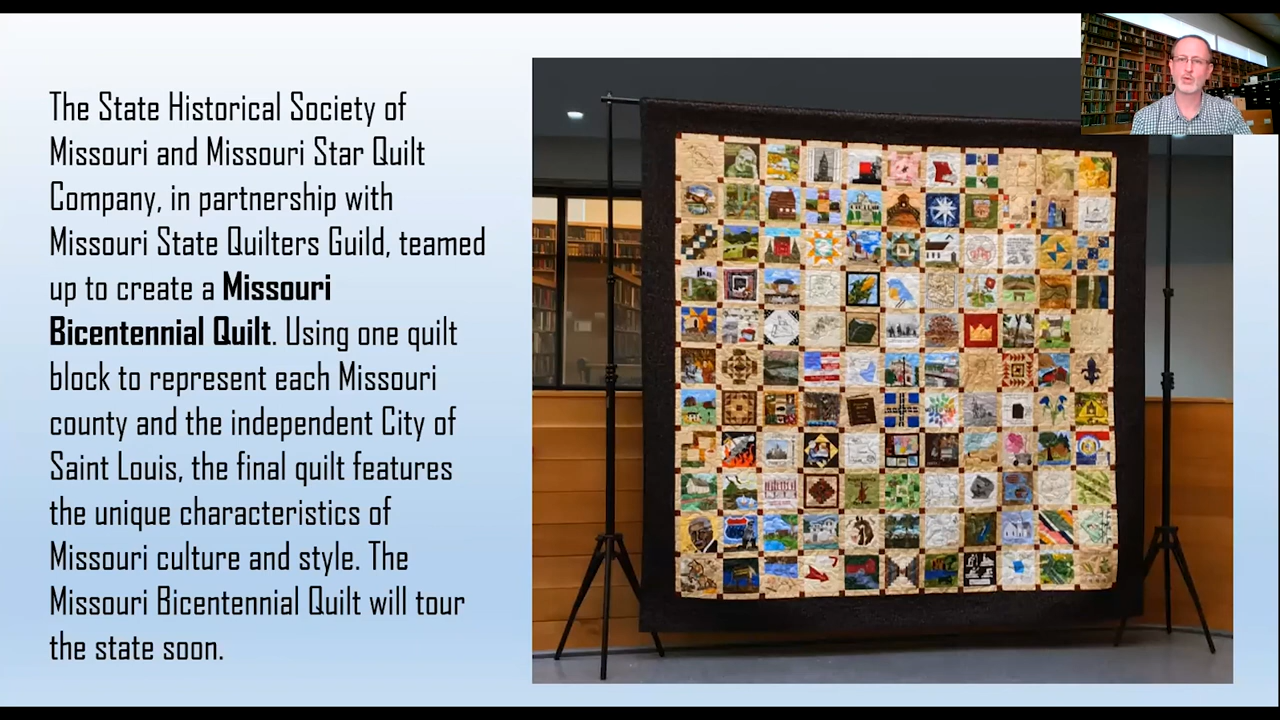 The State Historical Society of
Missouri and Missouri Star Quilt
Company, in partnership with
Missouri State Quilters Guild, teamed
up to create a Missouri
Bicentennial Quilt. Using one quilt
block to represent each Missouri
county and the independent City of
Saint Louis, the final quilt features
the unique characteristics of
Missouri culture and style. The
Missouri Bicentennial Quilt will tour
the state soon.